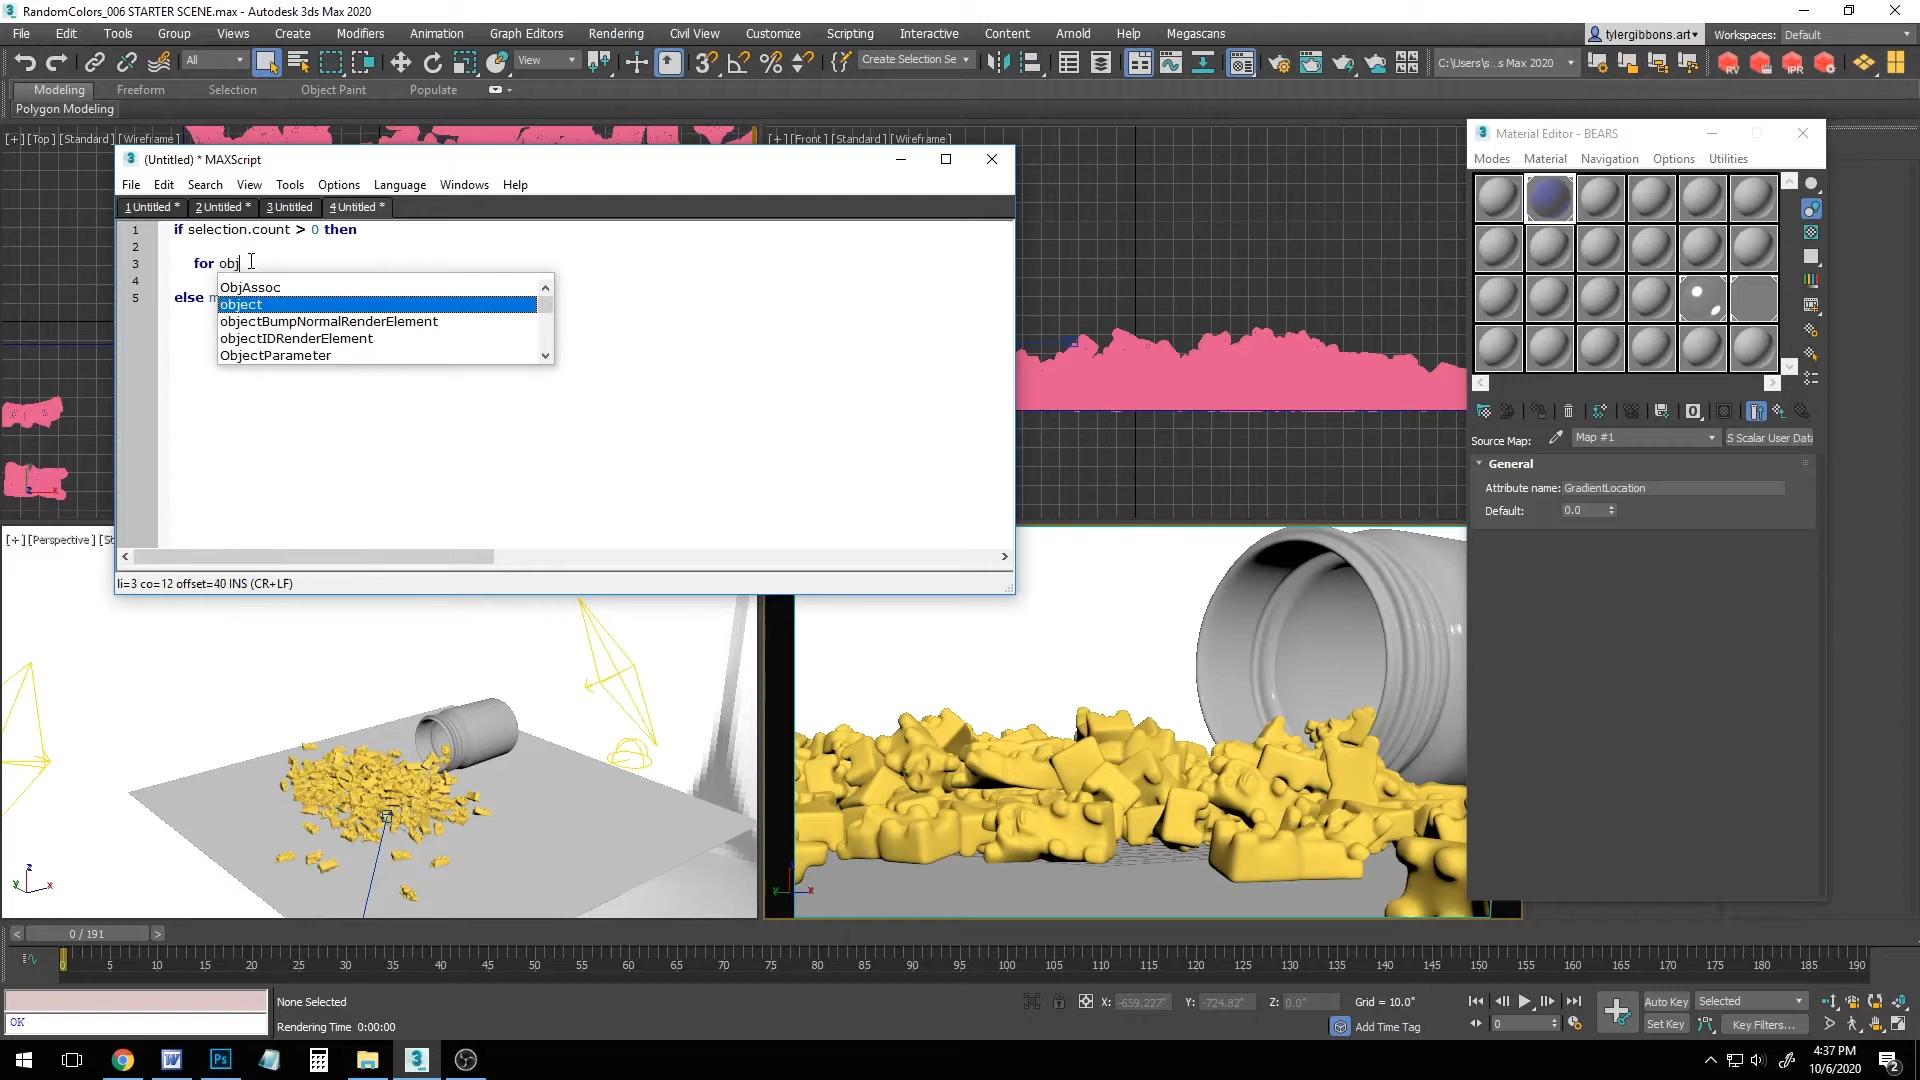 RandomColors_006 STARTER SCENE.max - Autodesk 3ds Max 2020
File Edit Tools Group Views Create Modifiers Animation Graph Editors Rendering Civil View Customize Scripting Interactive Content Arnold Help Megascans
tylergibbons.art Workspaces: Default
All View Create Selection Se C:\Users\s...s Max 2020
Modeling Freeform Selection Object Paint Populate
Polygon Modeling
[+] [Top] [Standard] [Wireframe]
[+] [Front] [Standard] [Wireframe]
(Untitled) * MAXScript
File Edit Search View Tools Options Language Windows Help
1 Untitled * 2 Untitled * 3 Untitled 4 Untitled *
1 if selection.count > 0 then
2
3 for obj
4
5 else m
ObjAssoc
object
objectBumpNormalRenderElement
objectIDRenderElement
ObjectParameter
li=3 co=12 offset=40 INS (CR+LF)
Material Editor - BEARS
Modes Material Navigation Options Utilities
Source Map: Map #1 S Scalar User Data
General
Attribute name: GradientLocation
Default: 0.0
[+] [Perspective] [St
z
y x
z
x
y x
0 / 191
0 5 10 15 20 25 30 35 40 45 50 55 60 65 70 75 80 85 90 95 100 105 110 115 120 125 130 135 140 145 150 155 160 165 170 175 180 185 190
OK
None Selected
Rendering Time 0:00:00
X: -659.227" Y: -724.82" Z: 0.0" Grid = 10.0"
Add Time Tag
0
Auto Key Selected
Set Key Key Filters...
4:37 PM
10/6/2020
2